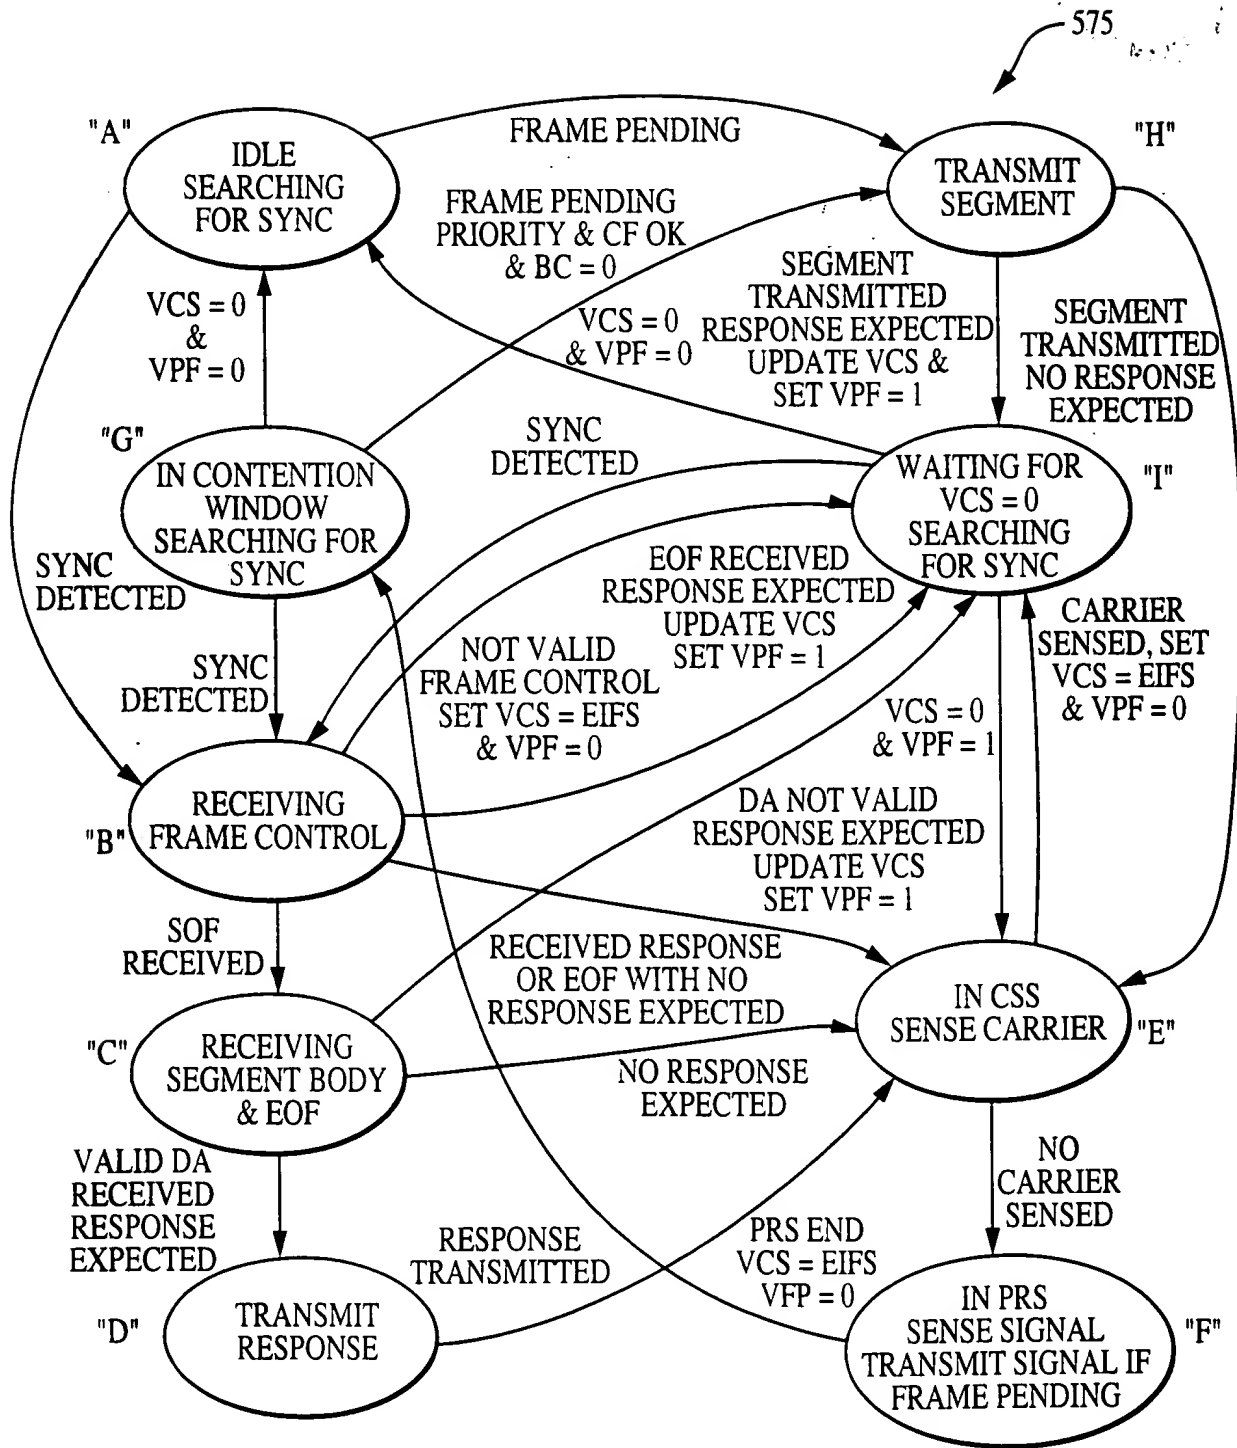 575
"A"
IDLE
SEARCHING
FOR SYNC
FRAME PENDING
"H"
TRANSMIT
SEGMENT
FRAME PENDING
PRIORITY & CF OK
& BC = 0
VCS = 0
&
VPF = 0
VCS = 0
& VPF = 0
SEGMENT
TRANSMITTED
RESPONSE EXPECTED
UPDATE VCS &
SET VPF = 1
SEGMENT
TRANSMITTED
NO RESPONSE
EXPECTED
"G"
IN CONTENTION
WINDOW
SEARCHING FOR
SYNC
SYNC
DETECTED
WAITING FOR
VCS = 0
SEARCHING
FOR SYNC
"I"
SYNC
DETECTED
SYNC
DETECTED
NOT VALID
FRAME CONTROL
SET VCS = EIFS
& VPF = 0
EOF RECEIVED
RESPONSE EXPECTED
UPDATE VCS
SET VPF = 1
CARRIER
SENSED, SET
VCS = EIFS
& VPF = 0
VCS = 0
& VPF = 1
"B"
RECEIVING
FRAME CONTROL
DA NOT VALID
RESPONSE EXPECTED
UPDATE VCS
SET VPF = 1
SOF
RECEIVED
RECEIVED RESPONSE
OR EOF WITH NO
RESPONSE EXPECTED
IN CSS
SENSE CARRIER
"E"
"C"
RECEIVING
SEGMENT BODY
& EOF
NO RESPONSE
EXPECTED
VALID DA
RECEIVED
RESPONSE
EXPECTED
NO
CARRIER
SENSED
RESPONSE
TRANSMITTED
PRS END
VCS = EIFS
VFP = 0
"D"
TRANSMIT
RESPONSE
IN PRS
SENSE SIGNAL
TRANSMIT SIGNAL IF
FRAME PENDING
"F"